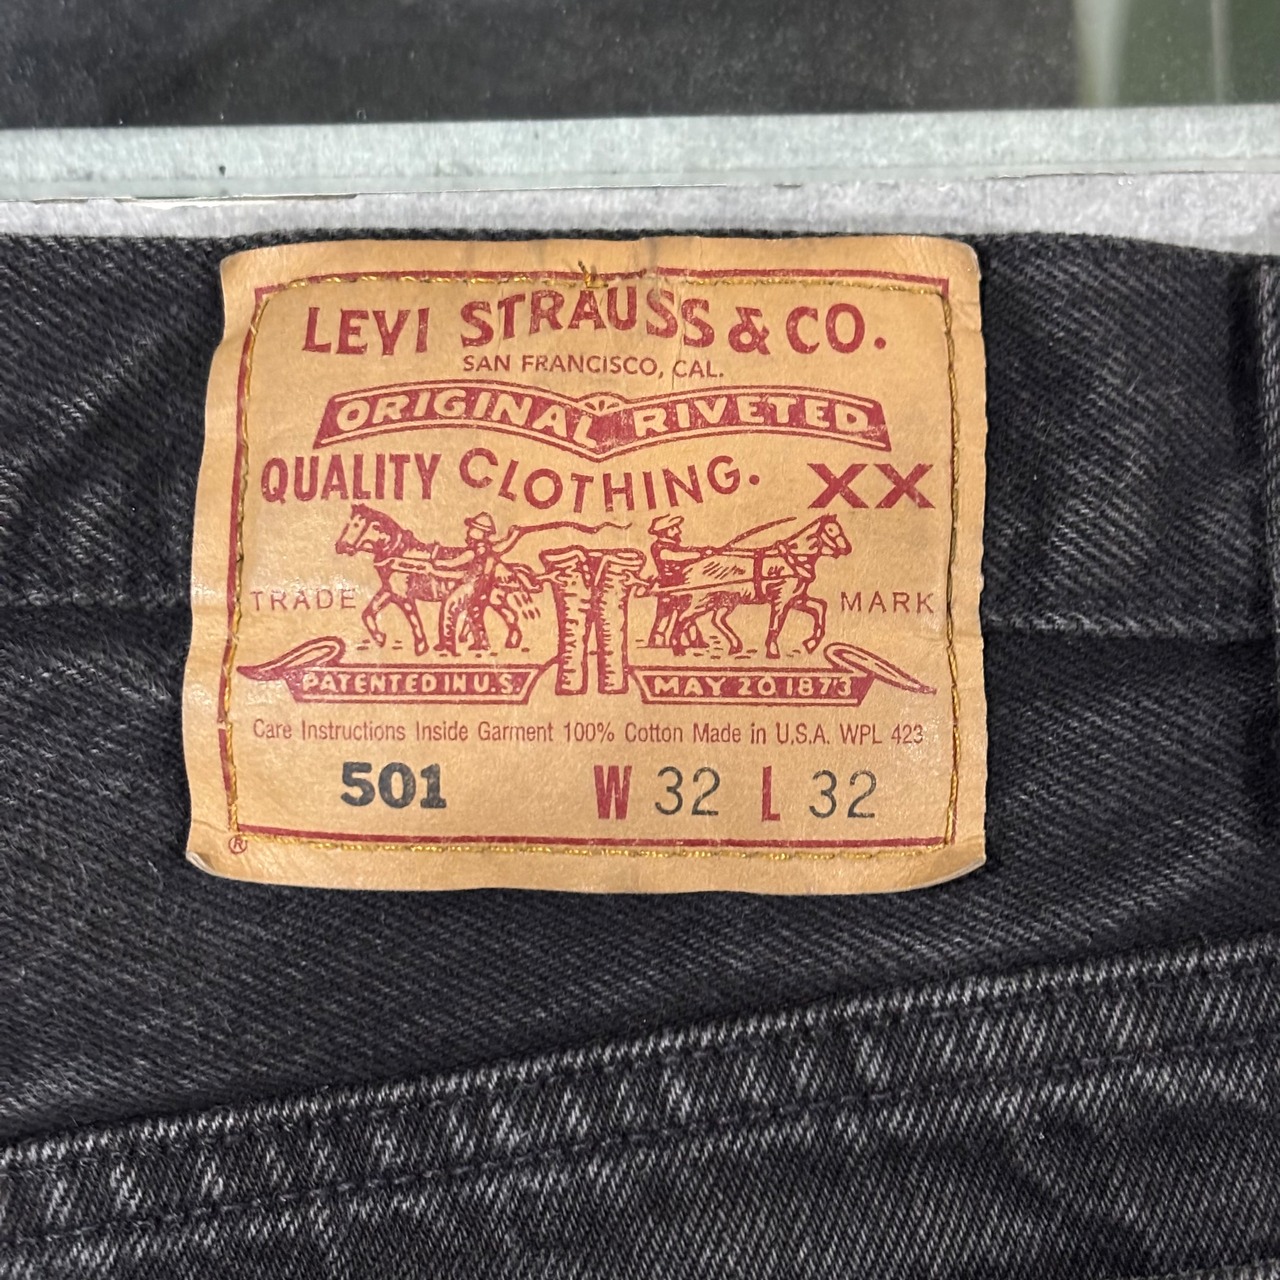 LEVI STRAUSS & CO.
SAN FRANCISCO, CAL.
ORIGINAL RIVETED
QUALITY CLOTHING. XX
TRADE MARK
PATENTED IN U.S. MAY 20 1873
Care Instructions Inside Garment 100% Cotton Made in U.S.A. WPL 423
501 W 32 L 32
®